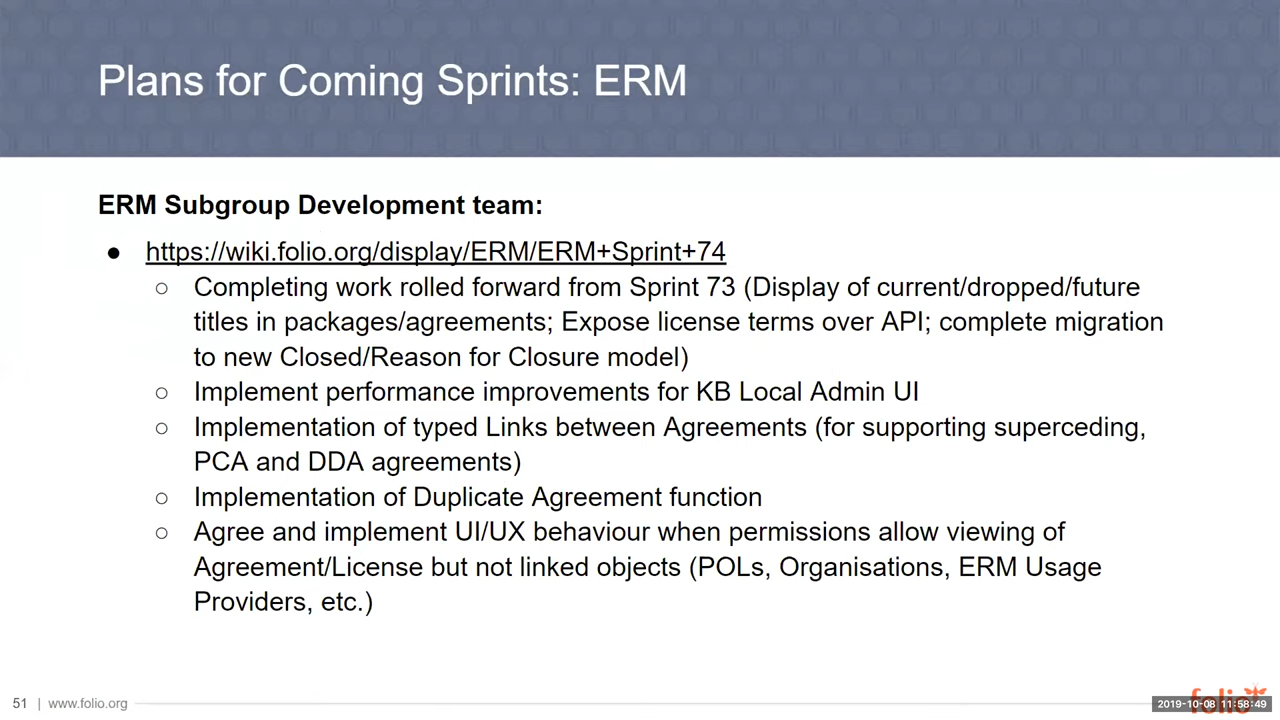 Plans for Coming Sprints: ERM
ERM Subgroup Development team:
● https://wiki.folio.org/display/ERM/ERM+Sprint+74
○ Completing work rolled forward from Sprint 73 (Display of current/dropped/future
titles in packages/agreements; Expose license terms over API; complete migration
to new Closed/Reason for Closure model)
○ Implement performance improvements for KB Local Admin UI
○ Implementation of typed Links between Agreements (for supporting superceding,
PCA and DDA agreements)
○ Implementation of Duplicate Agreement function
○ Agree and implement UI/UX behaviour when permissions allow viewing of
Agreement/License but not linked objects (POLs, Organisations, ERM Usage
Providers, etc.)
51 | www.folio.org
folio
2019-10-08 11:58:49